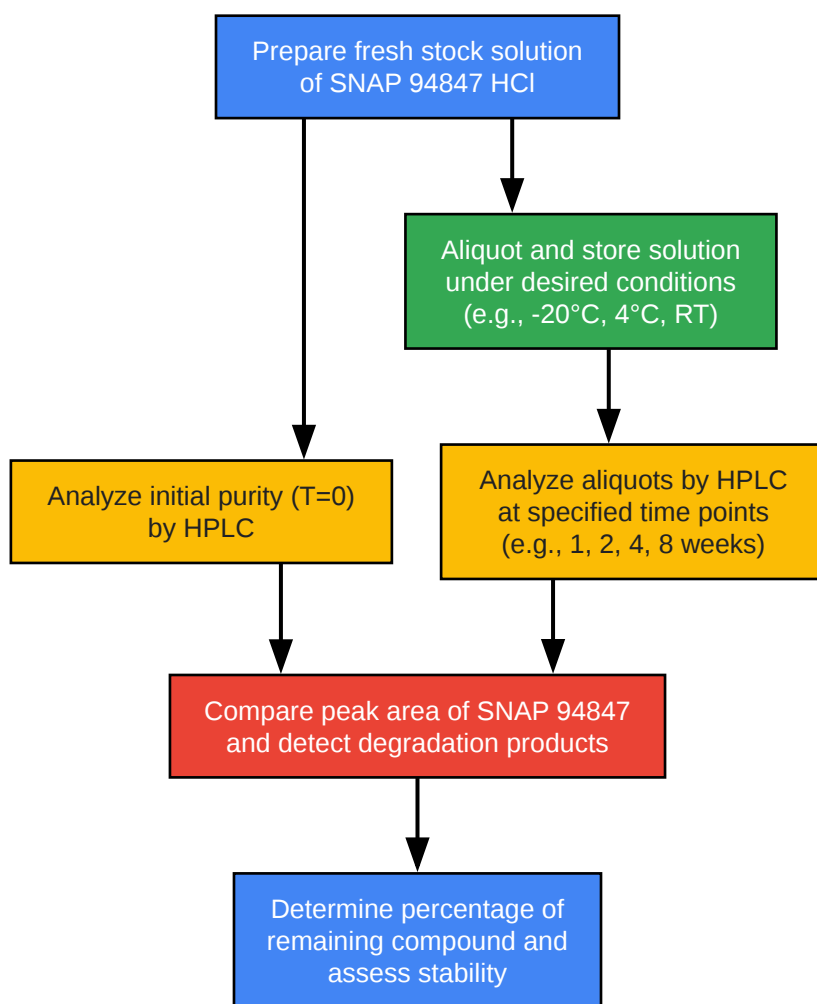 Prepare fresh stock solution
of SNAP 94847 HCl
Aliquot and store solution
under desired conditions
(e.g., -20°C, 4°C, RT)
Analyze initial purity (T=0)
by HPLC
Analyze aliquots by HPLC
at specified time points
(e.g., 1, 2, 4, 8 weeks)
Compare peak area of SNAP 94847
and detect degradation products
Determine percentage of
remaining compound and
assess stability